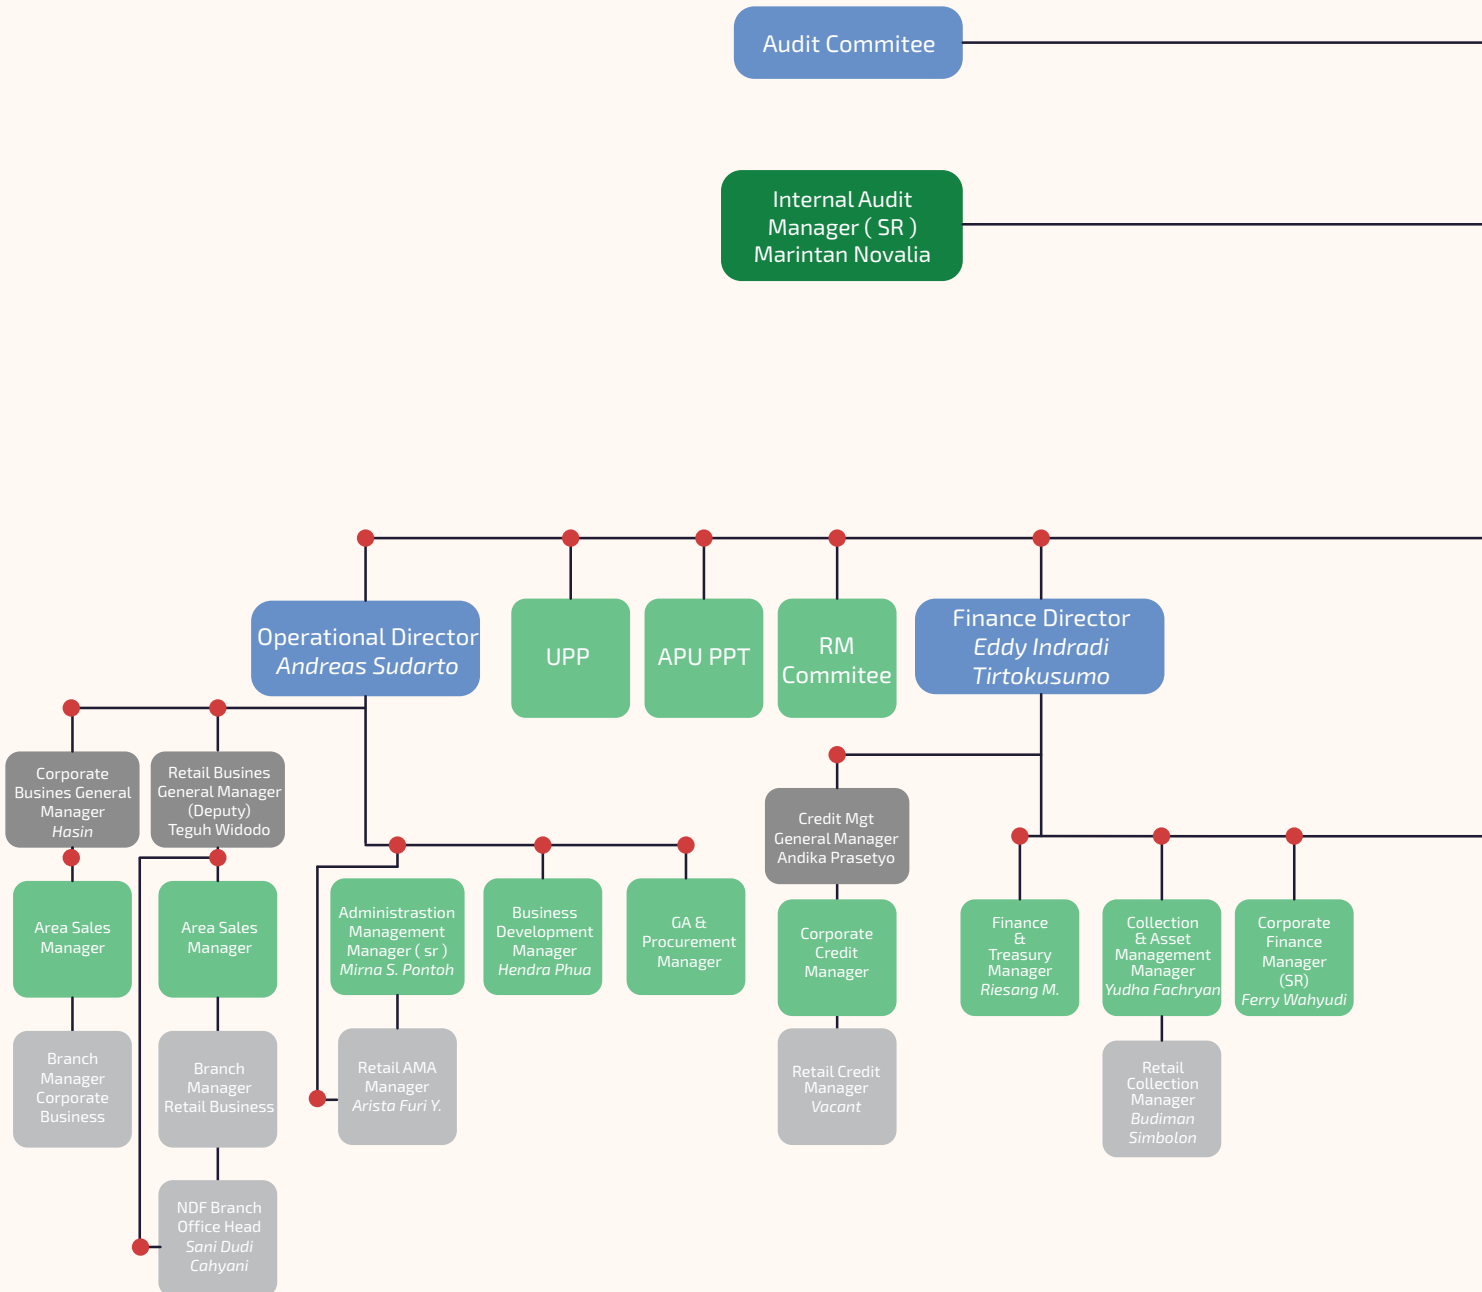 Audit Commitee
Internal Audit
Manager ( SR )
Marintan Novalia
Operational Director
Andreas Sudarto
UPP
APU PPT
RM
Commitee
Finance Director
Eddy Indradi
Tirtokusumo
Corporate
Busines General
Manager
Hasin
Retail Busines
General Manager
(Deputy)
Teguh Widodo
Credit Mgt
General Manager
Andika Prasetyo
Area Sales
Manager
Area Sales
Manager
Administrastion
Management
Manager ( sr )
Mirna S. Pontoh
Business
Development
Manager
Hendra Phua
GA &
Procurement
Manager
Corporate
Credit
Manager
Finance
&
Treasury
Manager
Riesang M.
Collection
& Asset
Management
Manager
Yudha Fachryan
Corporate
Finance
Manager
(SR)
Ferry Wahyudi
Branch
Manager
Corporate
Business
Branch
Manager
Retail Business
Retail AMA
Manager
Arista Furi Y.
Retail Credit
Manager
Vacant
Retail
Collection
Manager
Budiman
Simbolon
NDF Branch
Office Head
Sani Dudi
Cahyani